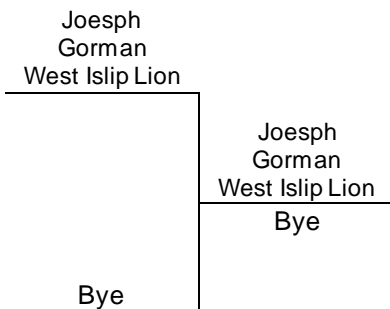 Joesph
Gorman
West Islip Lion
Joesph
Gorman
West Islip Lion
Bye
Bye